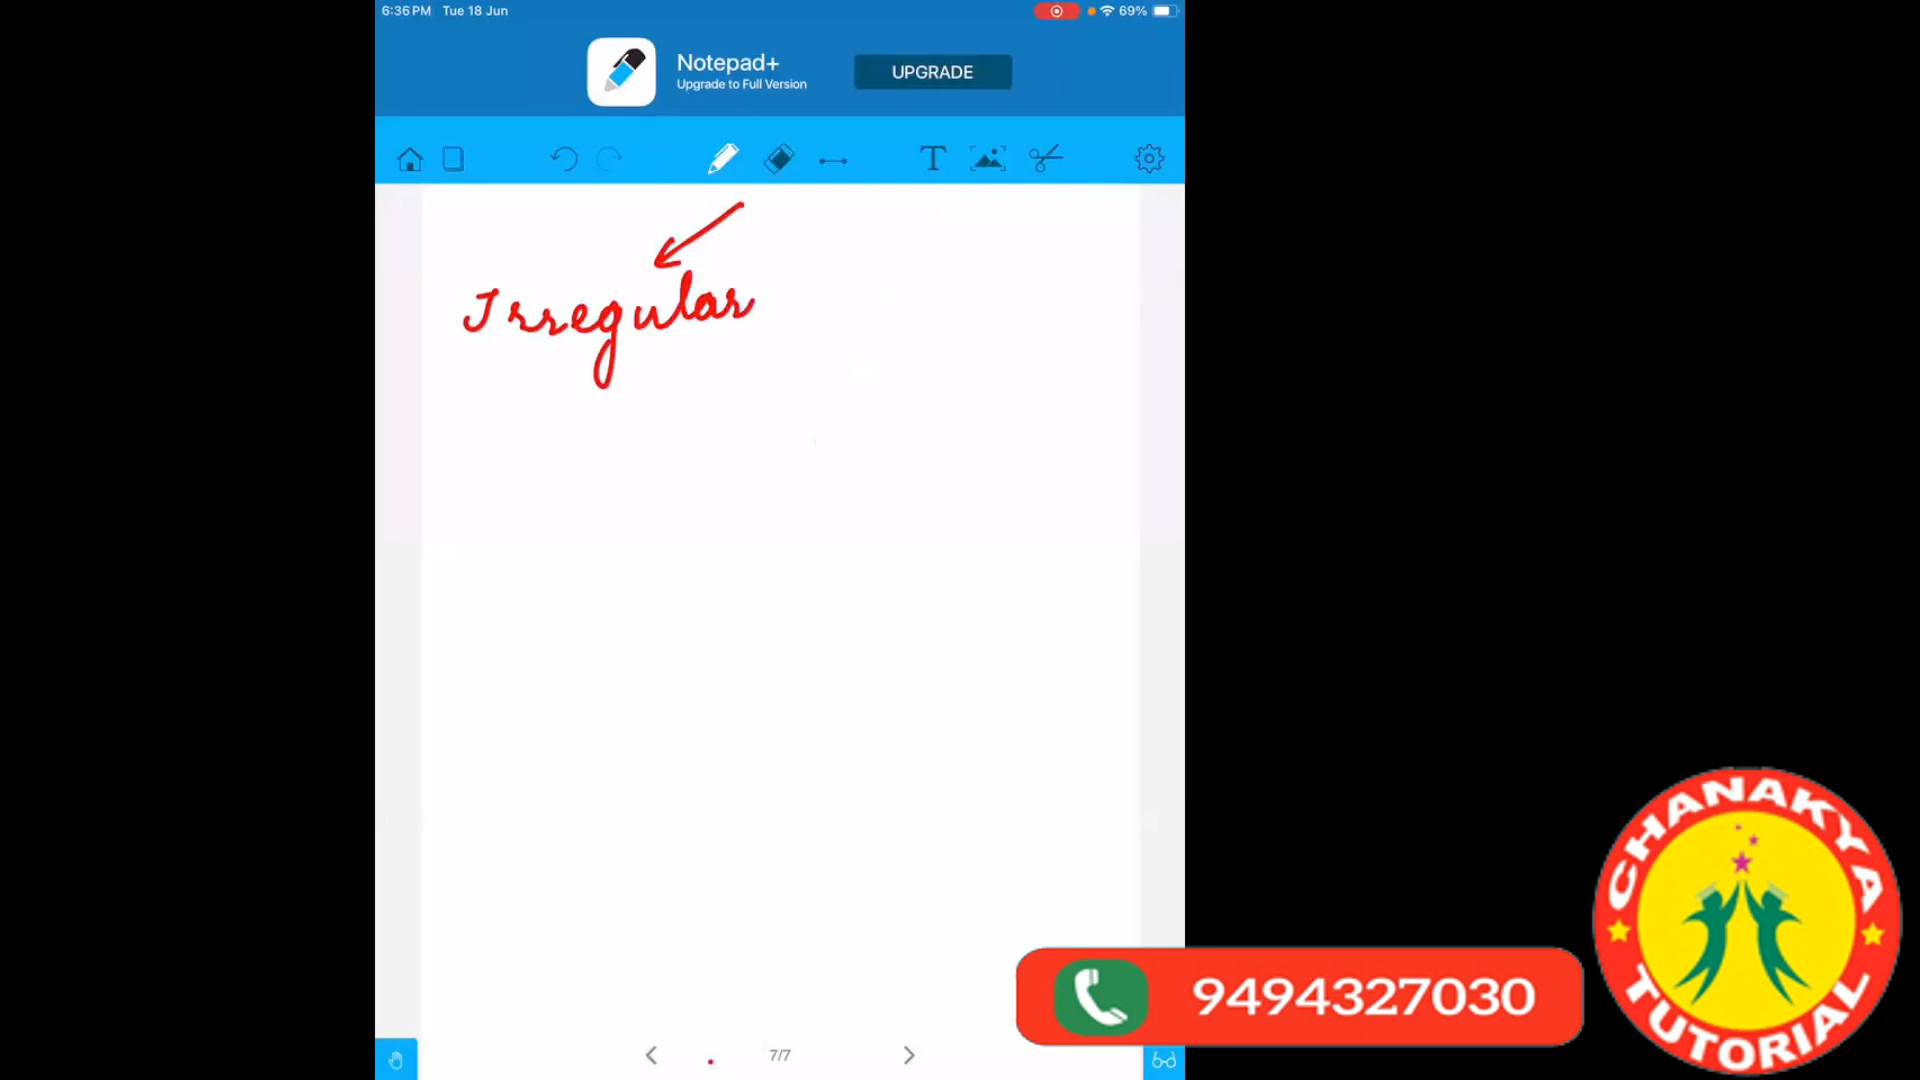 6:36 PM Tue 18 Jun
69%
Notepad+
Upgrade to Full Version
UPGRADE
T
Irregular
7/7
9494327030
CHANAKYA
TUTORIAL